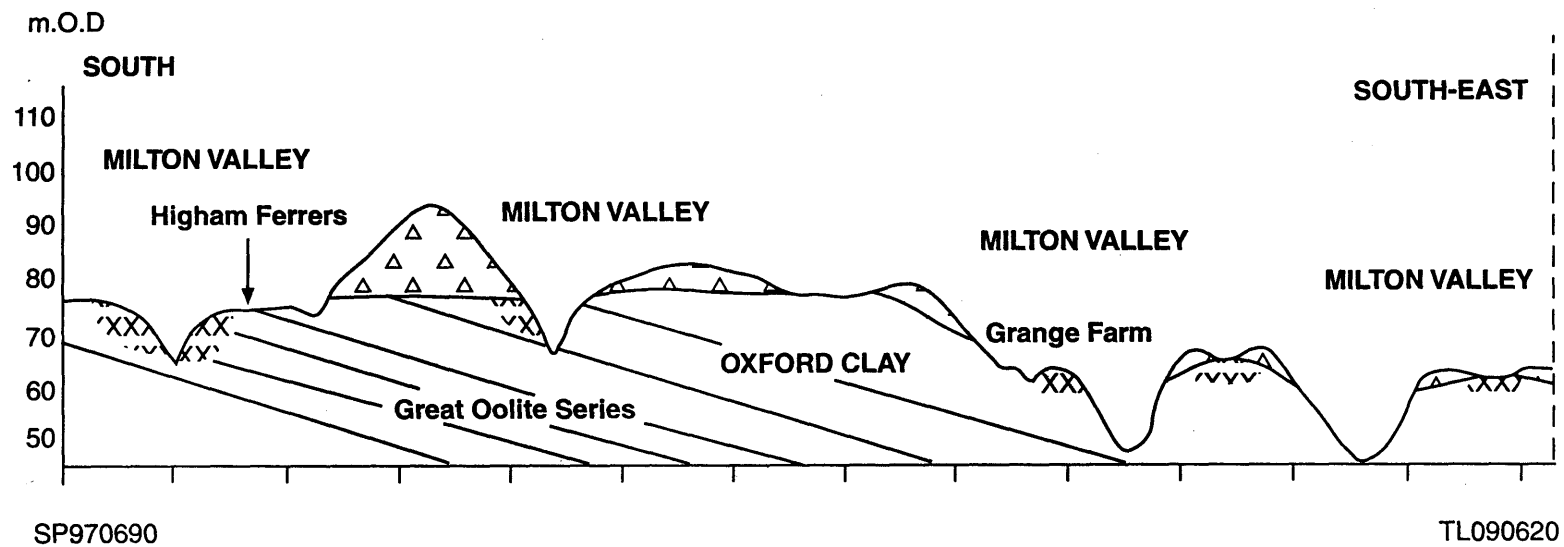 m.O.D
SOUTH
SOUTH-EAST
110
MILTON VALLEY
100
Higham Ferrers
MILTON VALLEY
90
MILTON VALLEY
80
MILTON VALLEY
70
Grange Farm
OXFORD CLAY
60
Great Oolite Series
50
SP970690
TL090620